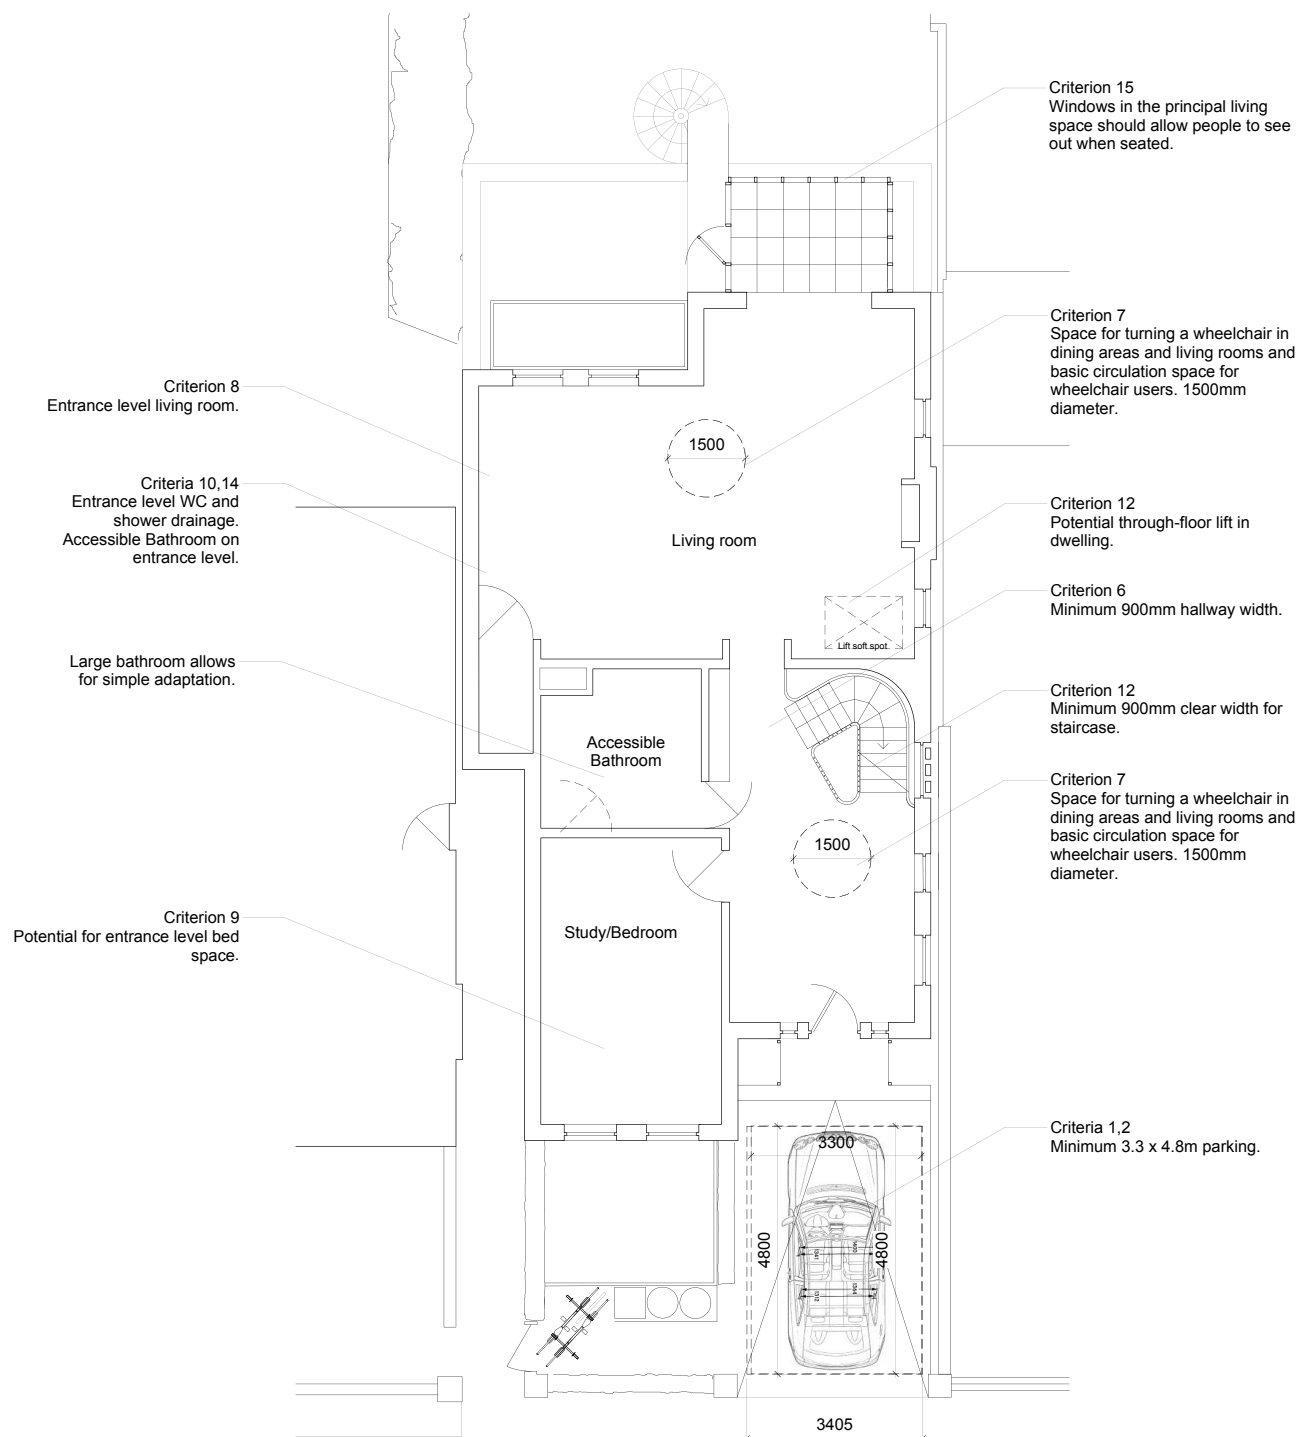 Criterion 15
Windows in the principal living
space should allow people to see
out when seated.
Criterion 7
Space for turning a wheelchair in
dining areas and living rooms and
basic circulation space for
wheelchair users. 1500mm
diameter.
Criterion 8
Entrance level living room.
1500
Criteria 10,14
Entrance level WC and
shower drainage.
Accessible Bathroom on
entrance level.
Criterion 12
Potential through-floor lift in
dwelling.
Living room
Criterion 6
Minimum 900mm hallway width.
Lift soft spot
Large bathroom allows
for simple adaptation.
Criterion 12
Minimum 900mm clear width for
staircase.
Accessible
Bathroom
Criterion 7
Space for turning a wheelchair in
dining areas and living rooms and
basic circulation space for
wheelchair users. 1500mm
diameter.
1500
Criterion 9
Potential for entrance level bed
space.
Study/Bedroom
Criteria 1,2
Minimum 3.3 x 4.8m parking.
3300
4800
4800
3405